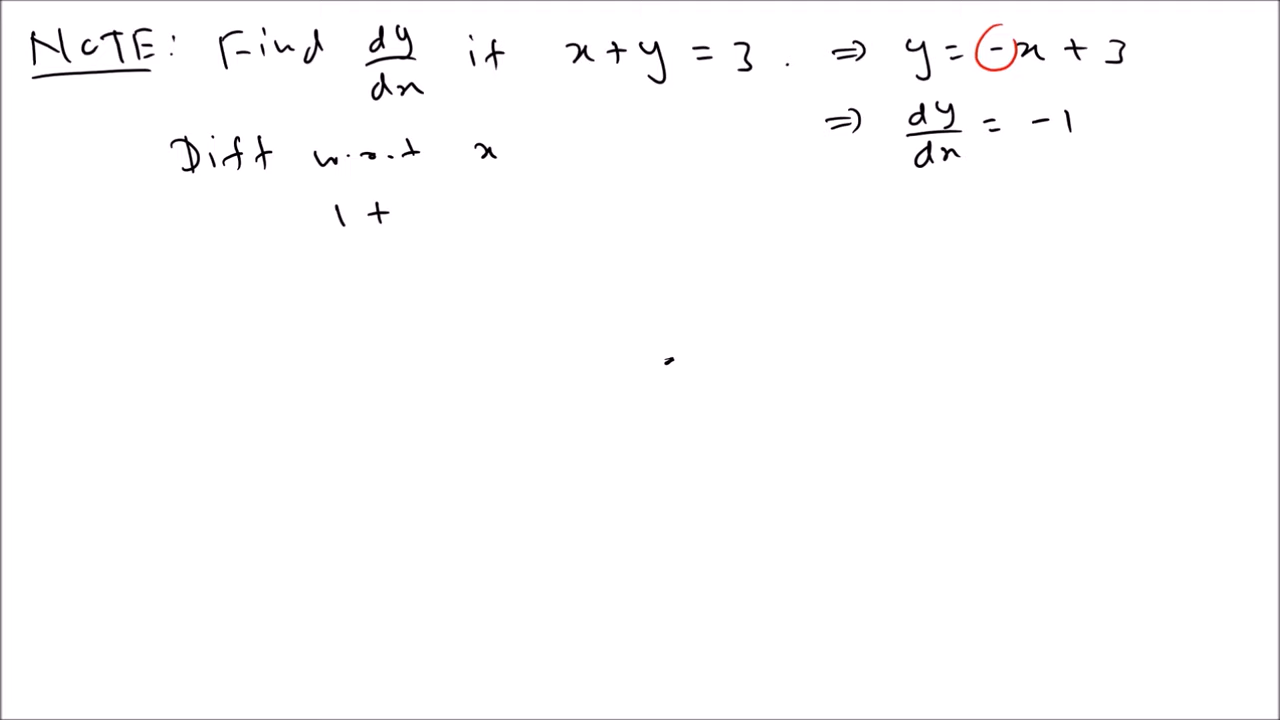 NOTE: Find dy/dx if x + y = 3. ⇒ y = -x + 3
⇒ dy/dx = -1
Diff w.r.t x
1 +